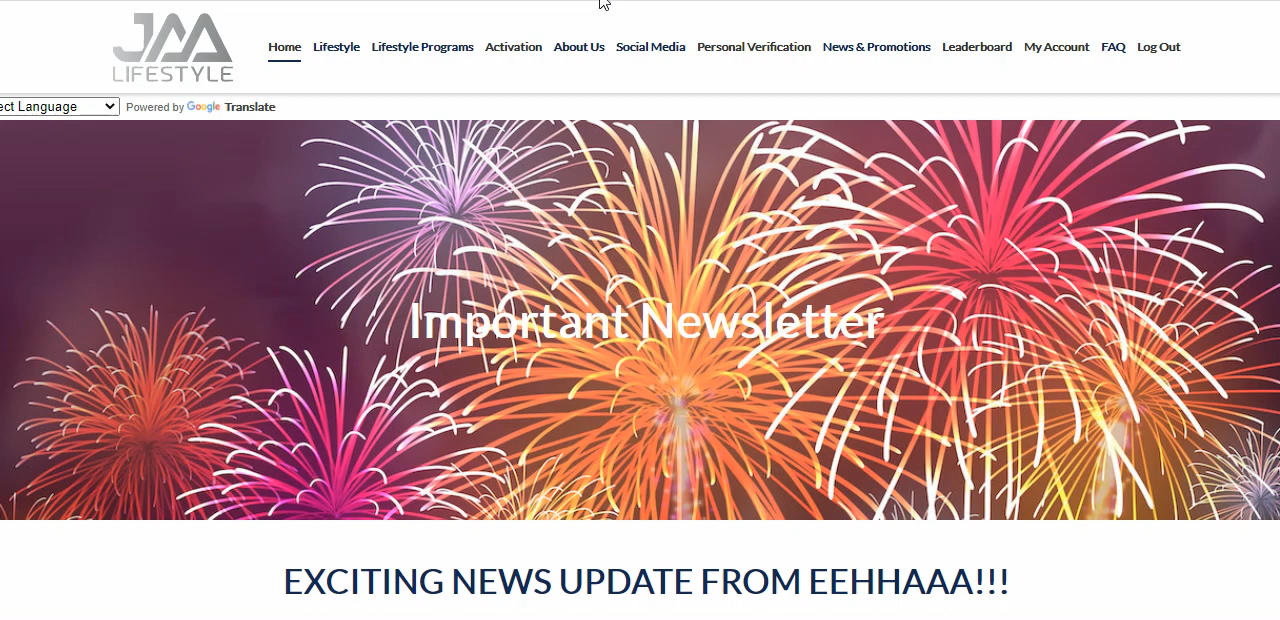 JAA
LIFESTYLE
Home Lifestyle Lifestyle Programs Activation About Us Social Media Personal Verification News & Promotions Leaderboard My Account FAQ Log Out
ect Language Powered by Google Translate
Important Newsletter
EXCITING NEWS UPDATE FROM EEHHAAA!!!